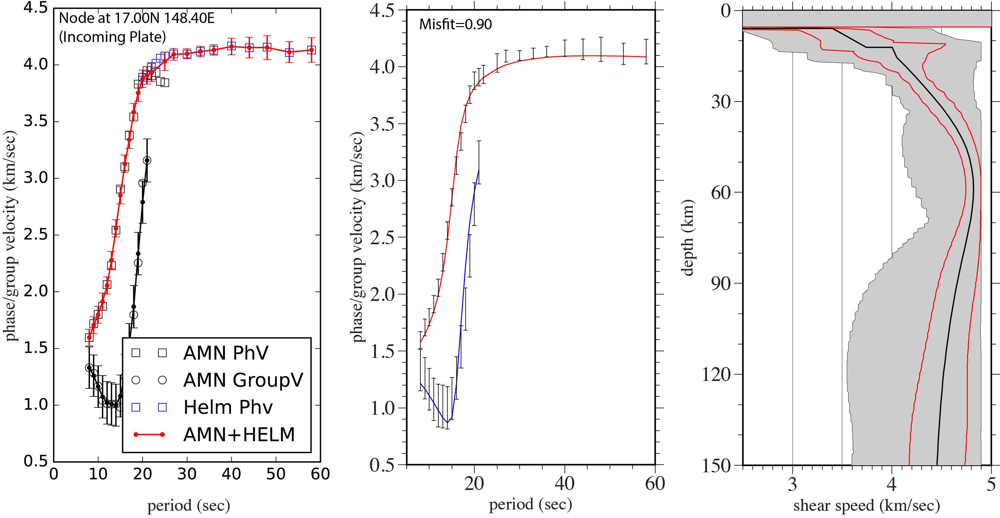 Node at 17.00N 148.40E
(Incoming Plate)
4.5
4.0
3.5
3.0
2.5
2.0
1.5
1.0
0.5
phase/group velocity (km/sec)
AMN PhV
AMN GroupV
Helm Phv
AMN+HELM
0 10 20 30 40 50 60
period (sec)
Misfit=0.90
4.5
4.0
3.5
3.0
2.5
2.0
1.5
1.0
0.5
phase/group velocity (km/sec)
20 40 60
period (sec)
0
30
60
90
120
150
depth (km)
3 4 5
shear speed (km/sec)